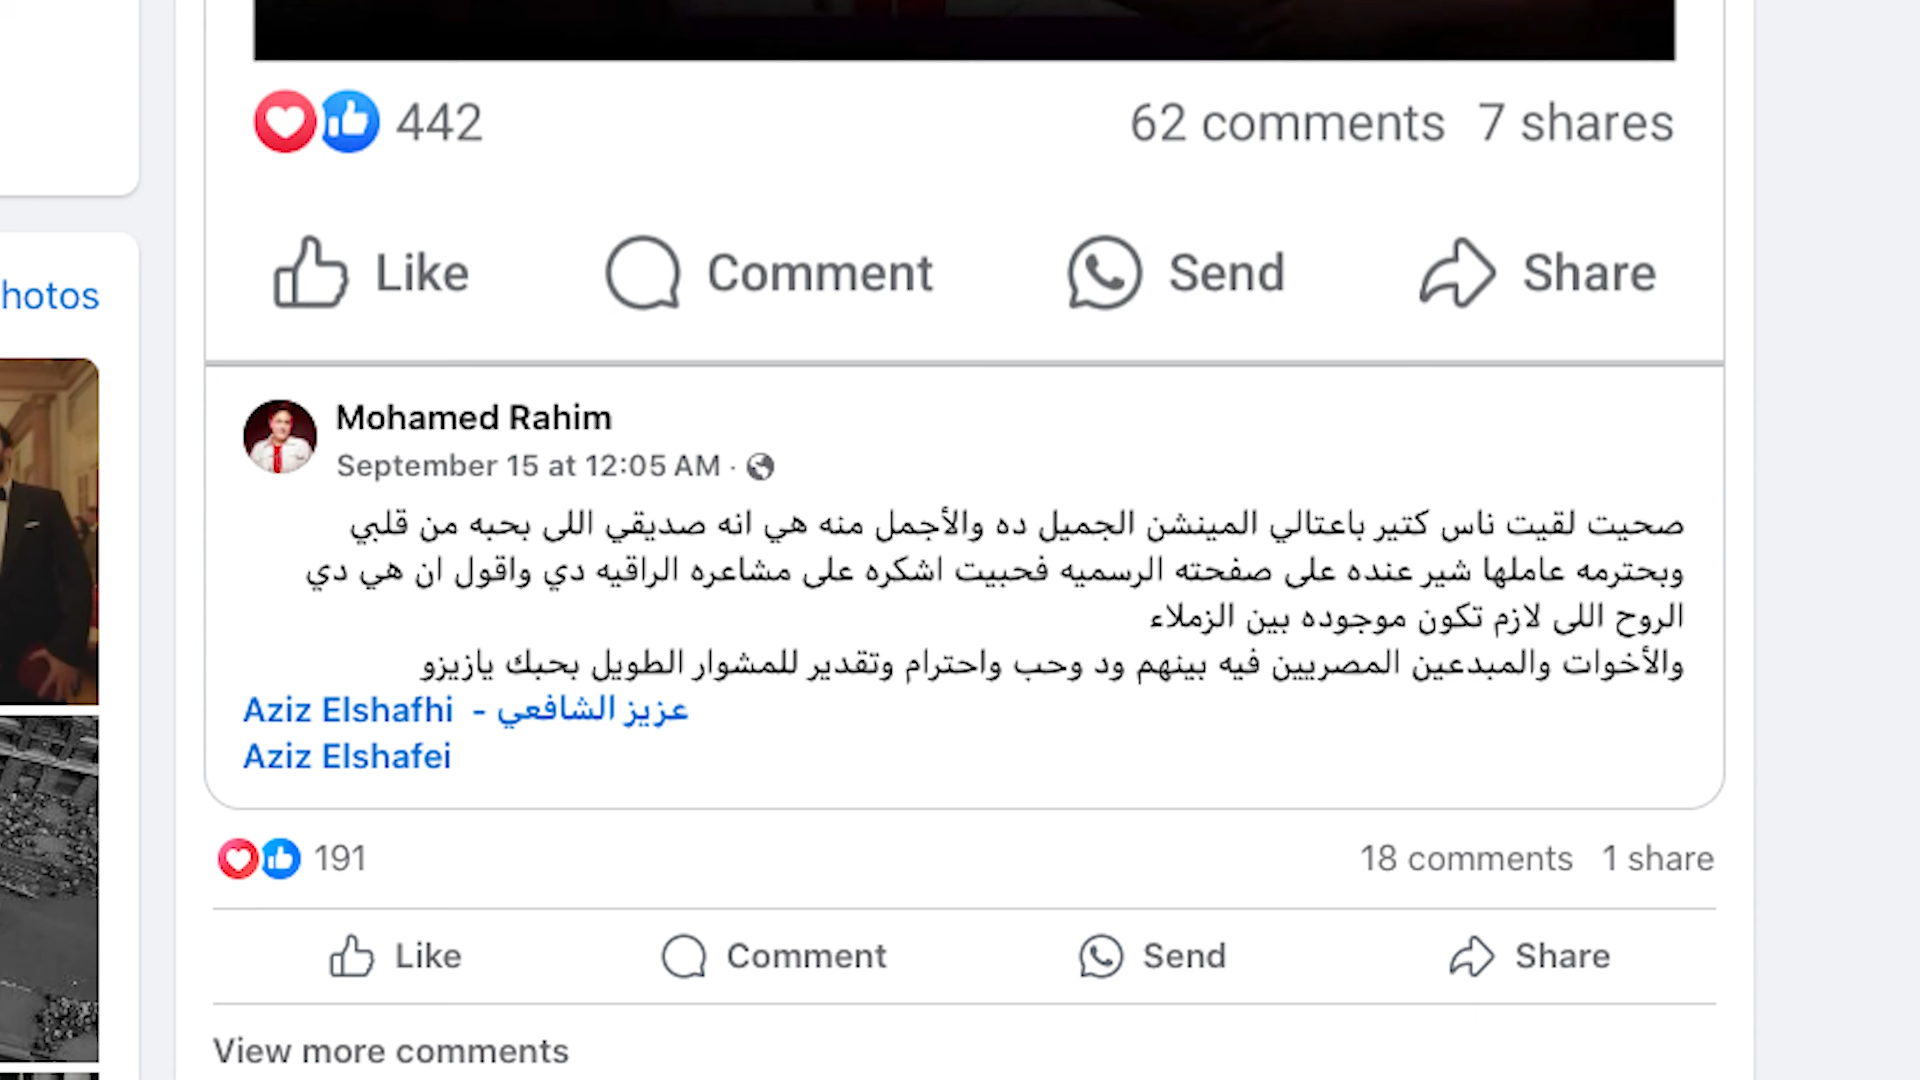 442 62 comments 7 shares
Like Comment Send Share
hotos
Mohamed Rahim
September 15 at 12:05 AM ·
صحيت لقيت ناس كتير باعتالي المينشن الجميل ده والأجمل منه هي انه صديقي اللى بحبه من قلبي
وبحترمه عاملها شير عنده على صفحته الرسميه فحبيت اشكره على مشاعره الراقيه دي واقول ان هي دي
الروح اللى لازم تكون موجوده بين الزملاء
والأخوات والمبدعين المصريين فيه بينهم ود وحب واحترام وتقدير للمشوار الطويل بحبك يازيزو
Aziz Elshafhi - عزيز الشافعي
Aziz Elshafei
191 18 comments 1 share
Like Comment Send Share
View more comments